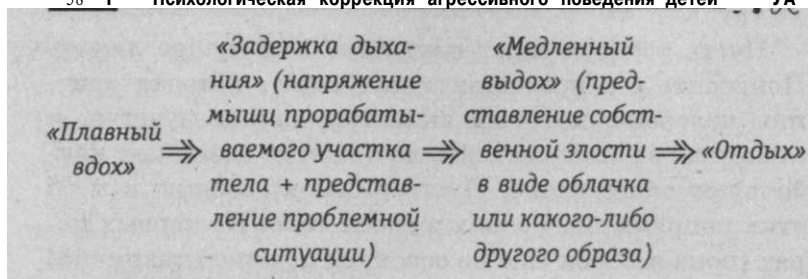 Психологическая коррекция агрессивного поведения детей
«Плавный
вдох»
«Задержка дыха-
ния» (напряжение
мышц прорабаты-
ваемого участка
тела + представ-
ление проблемной
ситуации)
«Медленный
выдох» (пред-
ставление собст-
венной злости
в виде облачка
или какого-либо
другого образа)
«Отдых»